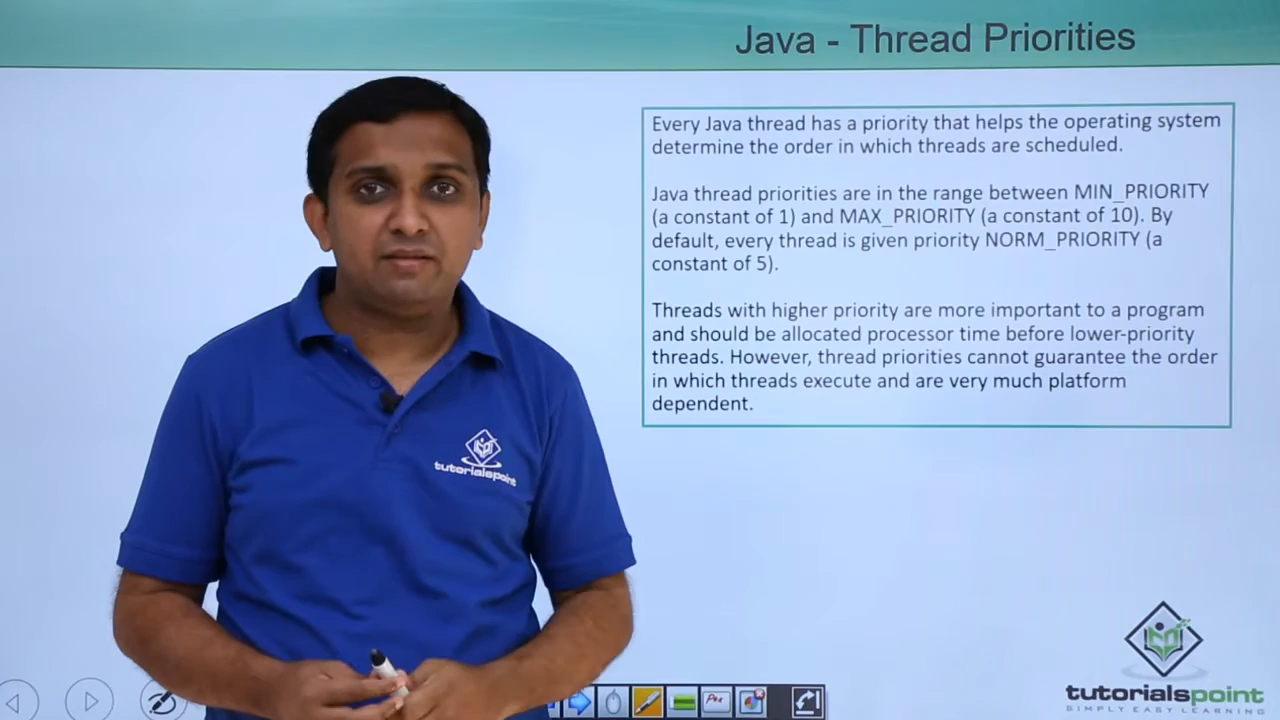 Java - Thread Priorities
Every Java thread has a priority that helps the operating system
determine the order in which threads are scheduled.
Java thread priorities are in the range between MIN_PRIORITY
(a constant of 1) and MAX_PRIORITY (a constant of 10). By
default, every thread is given priority NORM_PRIORITY (a
constant of 5).
Threads with higher priority are more important to a program
and should be allocated processor time before lower-priority
threads. However, thread priorities cannot guarantee the order
in which threads execute and are very much platform
dependent.
tutorialspoint
tutorialspoint
SIMPLY EASY LEARNING